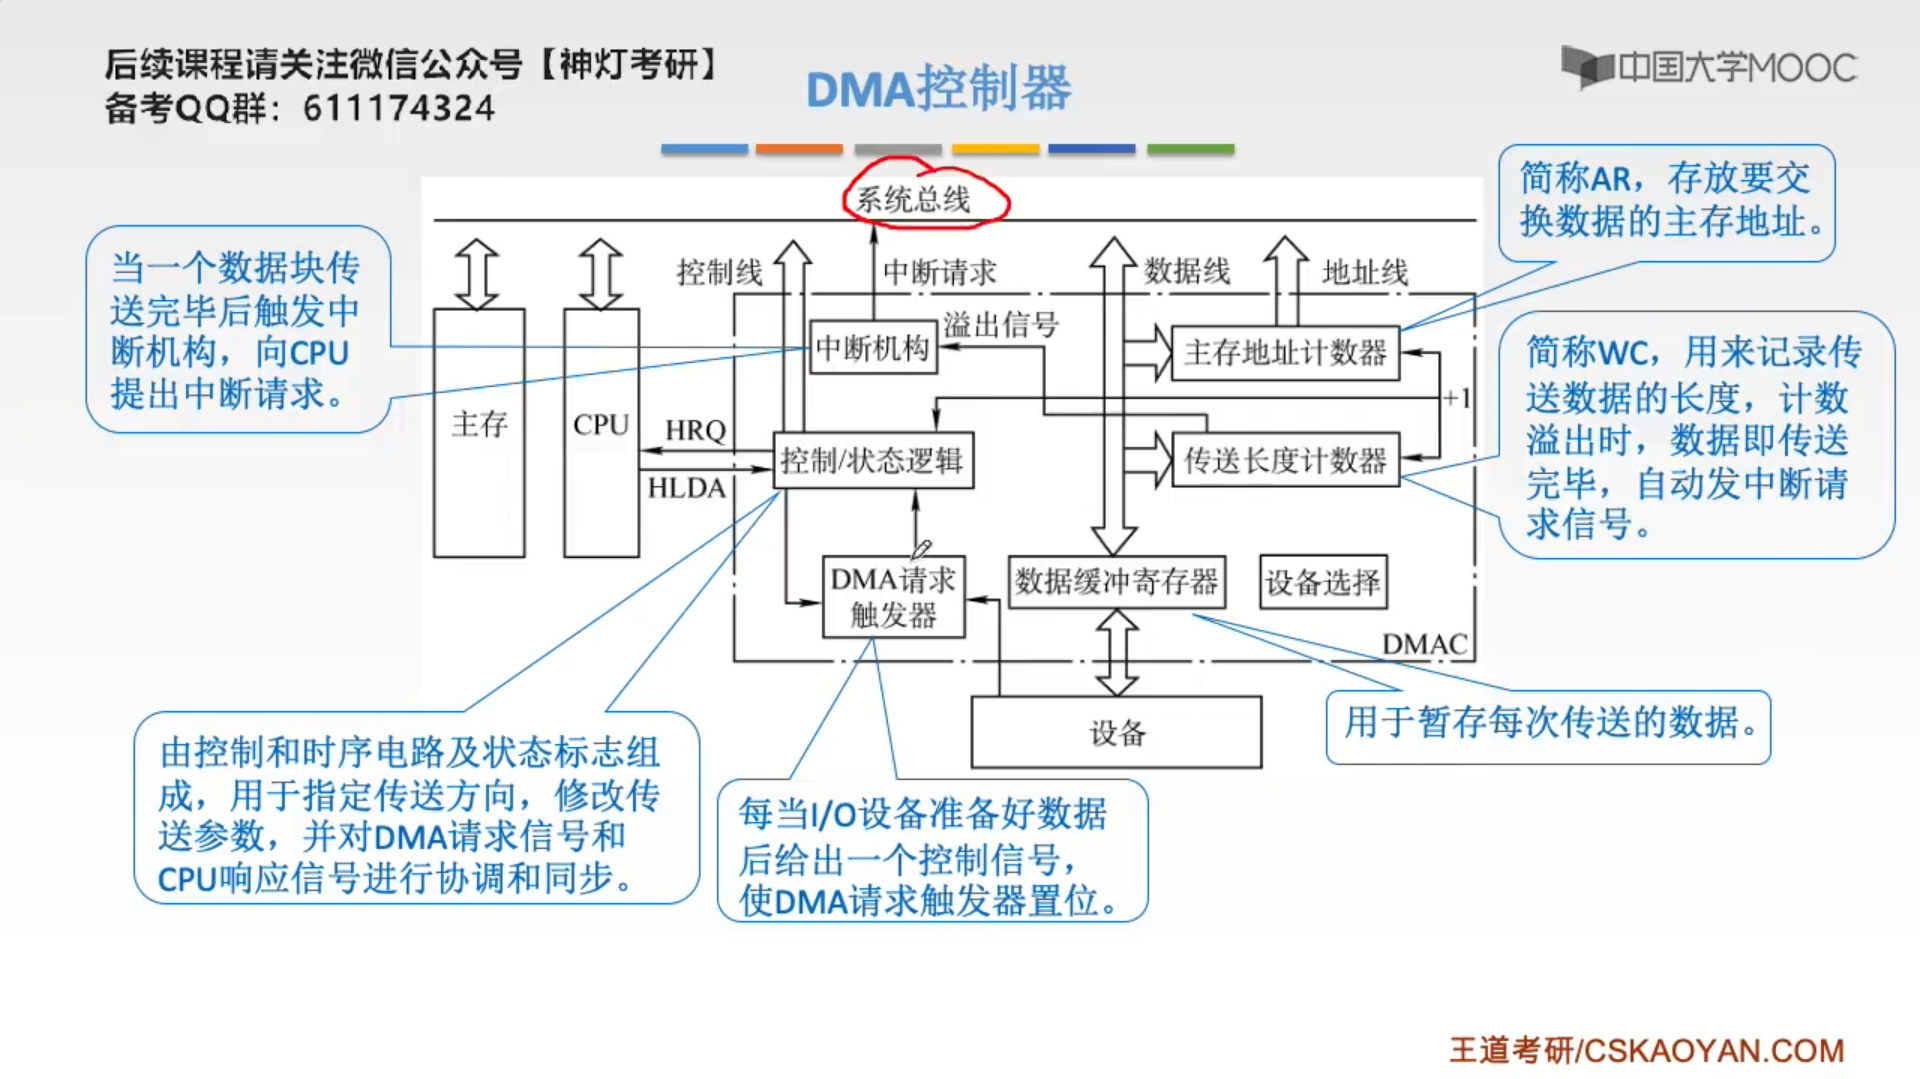 后续课程请关注微信公众号【神灯考研】
备考QQ群：611174324
DMA控制器
中国大学MOOC
系统总线
控制线
中断请求
数据线
地址线
中断机构
溢出信号
主存地址计数器
+1
主存
CPU
HRQ
HLDA
控制/状态逻辑
传送长度计数器
DMA请求
触发器
数据缓冲寄存器
设备选择
DMAC
设备
当一个数据块传
送完毕后触发中
断机构，向CPU
提出中断请求。
简称AR，存放要交
换数据的主存地址。
简称WC，用来记录传
送数据的长度，计数
溢出时，数据即传送
完毕，自动发中断请
求信号。
由控制和时序电路及状态标志组
成，用于指定传送方向，修改传
送参数，并对DMA请求信号和
CPU响应信号进行协调和同步。
每当I/O设备准备好数据
后给出一个控制信号，
使DMA请求触发器置位。
用于暂存每次传送的数据。
王道考研/CSKAOYAN.COM